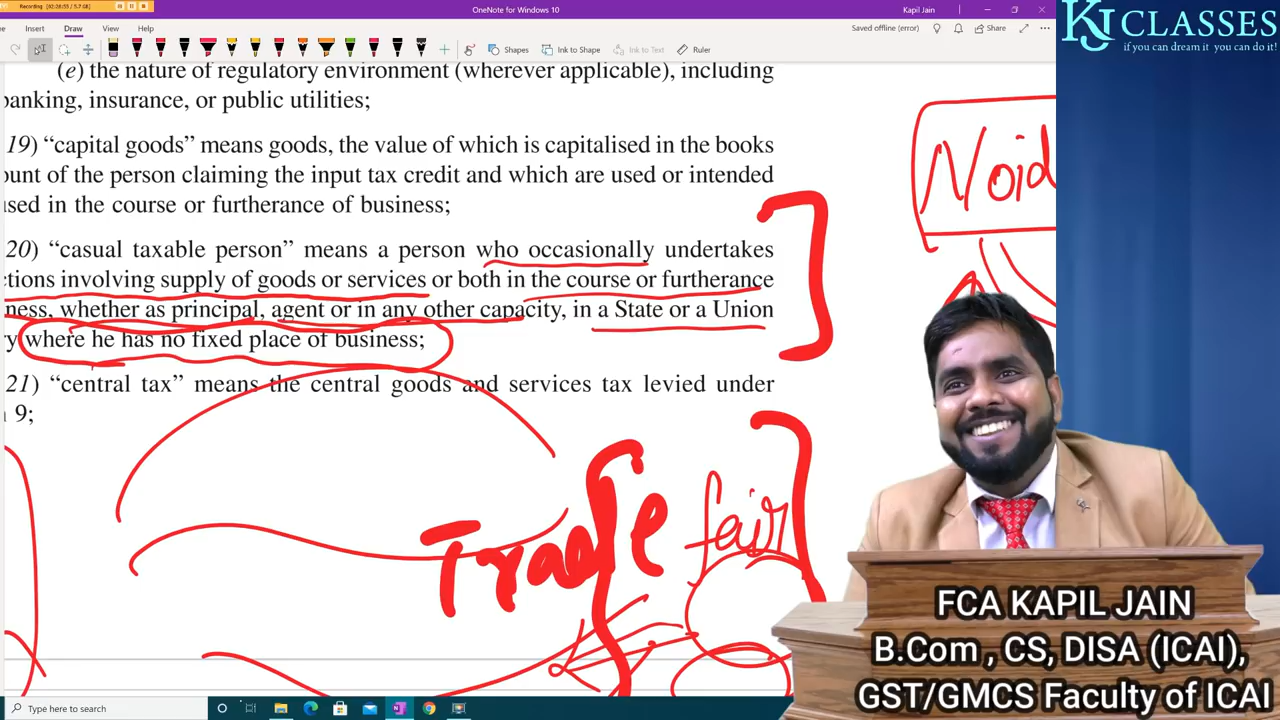 Recording [02:26/53 / 5.7 GB]
OneNote for Windows 10
Kapil Jain
Insert Draw View Help
Saved offline (error)
Share
Shapes Ink to Shape Ink to Text Ruler
KJ CLASSES
if you can dream it you can do it!
(e) the nature of regulatory environment (wherever applicable), including
banking, insurance, or public utilities;
19) “capital goods” means goods, the value of which is capitalised in the books
ount of the person claiming the input tax credit and which are used or intended
used in the course or furtherance of business;
20) “casual taxable person” means a person who occasionally undertakes
ctions involving supply of goods or services or both in the course or furtherance
ness, whether as principal, agent or in any other capacity, in a State or a Union
y where he has no fixed place of business;
21) “central tax” means the central goods and services tax levied under
9;
Noid
Trade fair
FCA KAPIL JAIN
B.Com , CS, DISA (ICAI),
GST/GMCS Faculty of ICAI
Type here to search